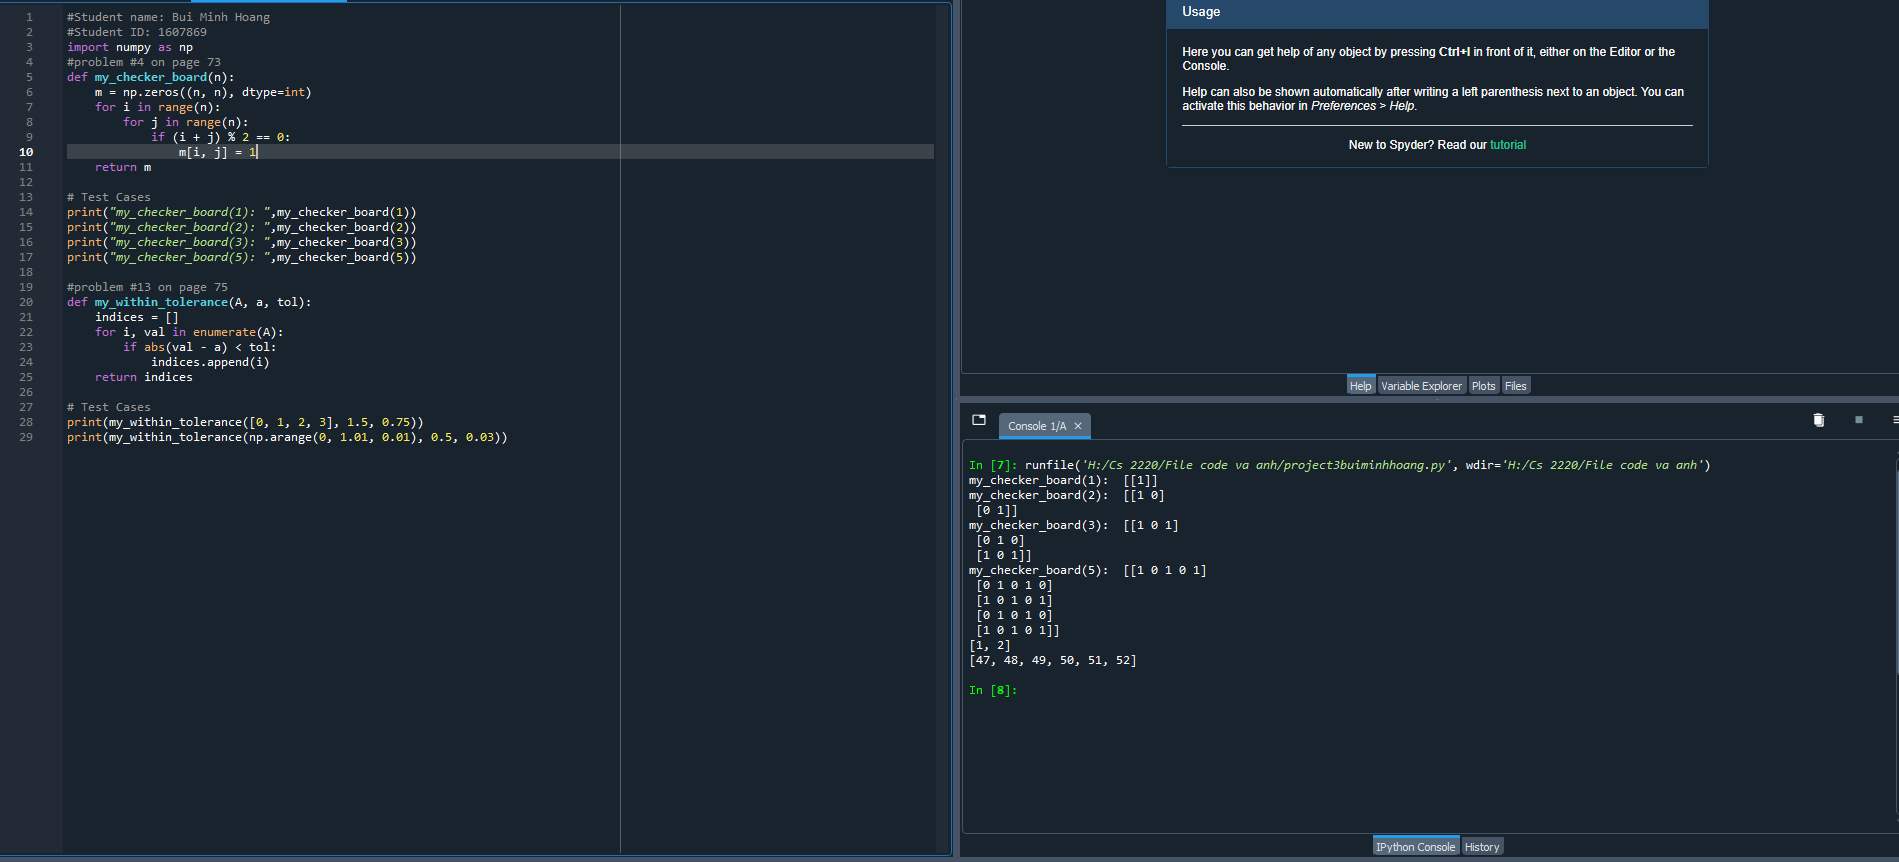 1 #Student name: Bui Minh Hoang
2 #Student ID: 1607869
3 import numpy as np
4 #problem #4 on page 73
5 def my_checker_board(n):
6     m = np.zeros((n, n), dtype=int)
7     for i in range(n):
8         for j in range(n):
9             if (i + j) % 2 == 0:
10                 m[i, j] = 1
11     return m
12
13 # Test Cases
14 print("my_checker_board(1): ",my_checker_board(1))
15 print("my_checker_board(2): ",my_checker_board(2))
16 print("my_checker_board(3): ",my_checker_board(3))
17 print("my_checker_board(5): ",my_checker_board(5))
18
19 #problem #13 on page 75
20 def my_within_tolerance(A, a, tol):
21     indices = []
22     for i, val in enumerate(A):
23         if abs(val - a) < tol:
24             indices.append(i)
25     return indices
26
27 # Test Cases
28 print(my_within_tolerance([0, 1, 2, 3], 1.5, 0.75))
29 print(my_within_tolerance(np.arange(0, 1.01, 0.01), 0.5, 0.03))
Usage
Here you can get help of any object by pressing Ctrl+I in front of it, either on the Editor or the
Console.
Help can also be shown automatically after writing a left parenthesis next to an object. You can
activate this behavior in Preferences > Help.
New to Spyder? Read our tutorial
Help Variable Explorer Plots Files
Console 1/A ×
In [7]: runfile('H:/Cs 2220/File code va anh/project3buiminhhoang.py', wdir='H:/Cs 2220/File code va anh')
my_checker_board(1):  [[1]]
my_checker_board(2):  [[1 0]
 [0 1]]
my_checker_board(3):  [[1 0 1]
 [0 1 0]
 [1 0 1]]
my_checker_board(5):  [[1 0 1 0 1]
 [0 1 0 1 0]
 [1 0 1 0 1]
 [0 1 0 1 0]
 [1 0 1 0 1]]
[1, 2]
[47, 48, 49, 50, 51, 52]
In [8]:
IPython Console History